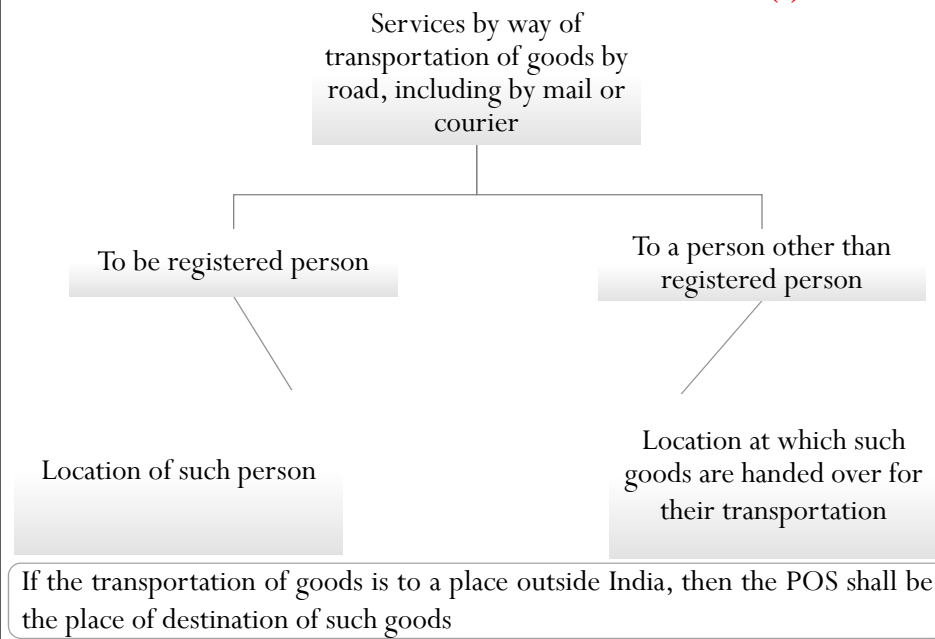 Services by way of
transportation of goods by
road, including by mail or
courier
To be registered person
To a person other than
registered person
Location of such person
Location at which such
goods are handed over for
their transportation
If the transportation of goods is to a place outside India, then the POS shall be
the place of destination of such goods